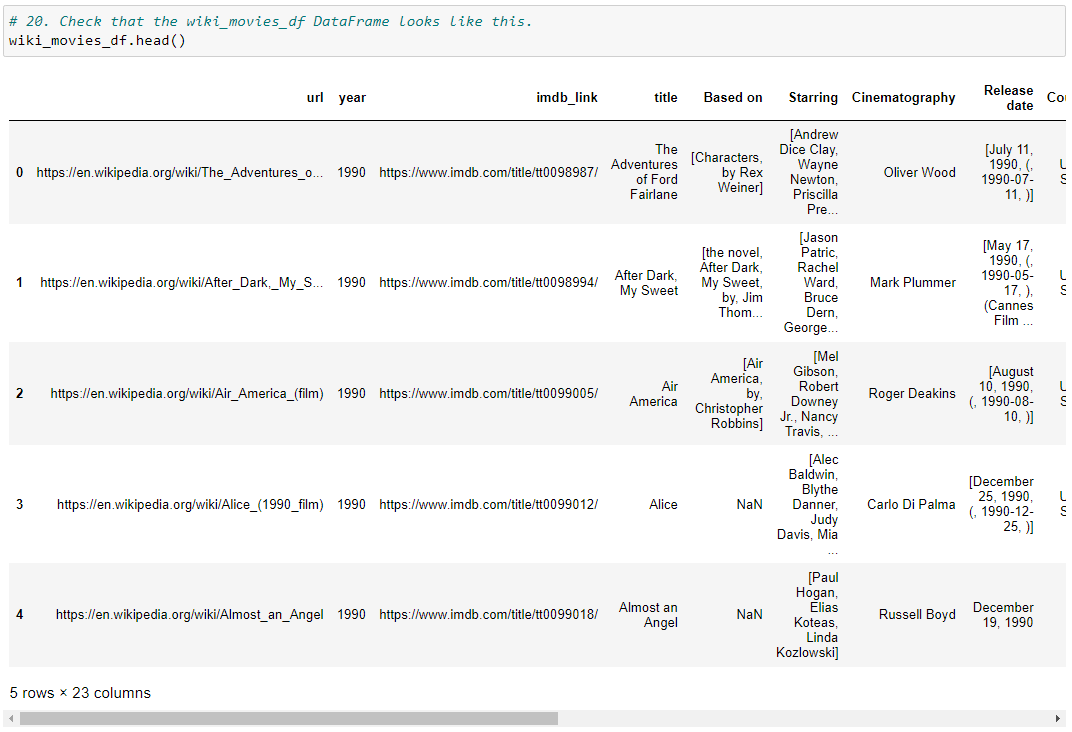 # 20. Check that the wiki_movies_df DataFrame looks like this.
wiki_movies_df.head()
url year imdb_link title Based on Starring Cinematography Release date Cou
0 https://en.wikipedia.org/wiki/The_Adventures_o... 1990 https://www.imdb.com/title/tt0098987/ The Adventures of Ford Fairlane [Characters, by Rex Weiner] [Andrew Dice Clay, Wayne Newton, Priscilla Pre... Oliver Wood [July 11, 1990, (, 1990-07-11, )] U S
1 https://en.wikipedia.org/wiki/After_Dark,_My_S... 1990 https://www.imdb.com/title/tt0098994/ After Dark, My Sweet [the novel, After Dark, My Sweet, by, Jim Thom... [Jason Patric, Rachel Ward, Bruce Dern, George... Mark Plummer [May 17, 1990, (, 1990-05-17, ), (Cannes Film ... U S
2 https://en.wikipedia.org/wiki/Air_America_(film) 1990 https://www.imdb.com/title/tt0099005/ Air America [Air America, by, Christopher Robbins] [Mel Gibson, Robert Downey Jr., Nancy Travis, ... Roger Deakins [August 10, 1990, (, 1990-08-10, )] U S
3 https://en.wikipedia.org/wiki/Alice_(1990_film) 1990 https://www.imdb.com/title/tt0099012/ Alice NaN [Alec Baldwin, Blythe Danner, Judy Davis, Mia ... Carlo Di Palma [December 25, 1990, (, 1990-12-25, )] U S
4 https://en.wikipedia.org/wiki/Almost_an_Angel 1990 https://www.imdb.com/title/tt0099018/ Almost an Angel NaN [Paul Hogan, Elias Koteas, Linda Kozlowski] Russell Boyd December 19, 1990
5 rows × 23 columns